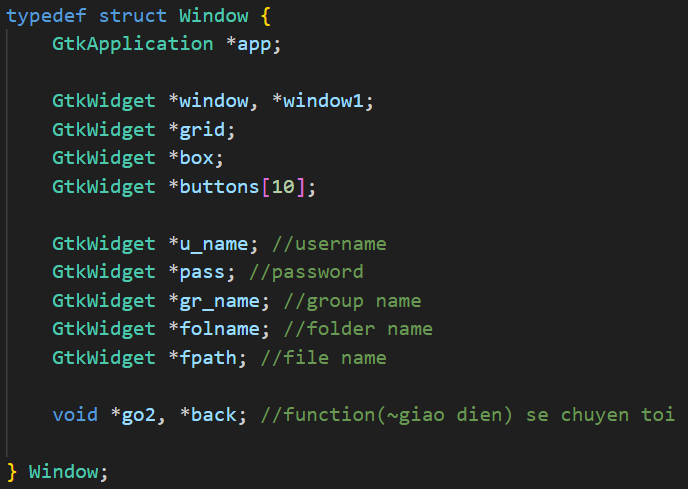 typedef struct Window {
    GtkApplication *app;

    GtkWidget *window, *window1;
    GtkWidget *grid;
    GtkWidget *box;
    GtkWidget *buttons[10];

    GtkWidget *u_name; //username
    GtkWidget *pass; //password
    GtkWidget *gr_name; //group name
    GtkWidget *folname; //folder name
    GtkWidget *fpath; //file name

    void *go2, *back; //function(~giao dien) se chuyen toi

} Window;